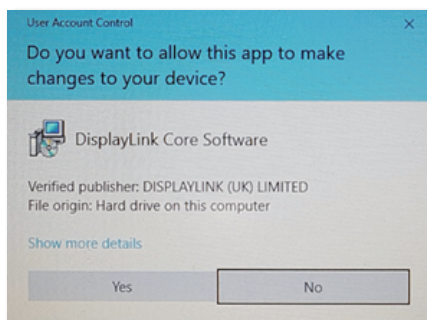 User Account Control
Do you want to allow this app to make
changes to your device?
DisplayLink Core Software
Verified publisher: DISPLAYLINK (UK) LIMITED
File origin: Hard drive on this computer
Show more details
Yes No